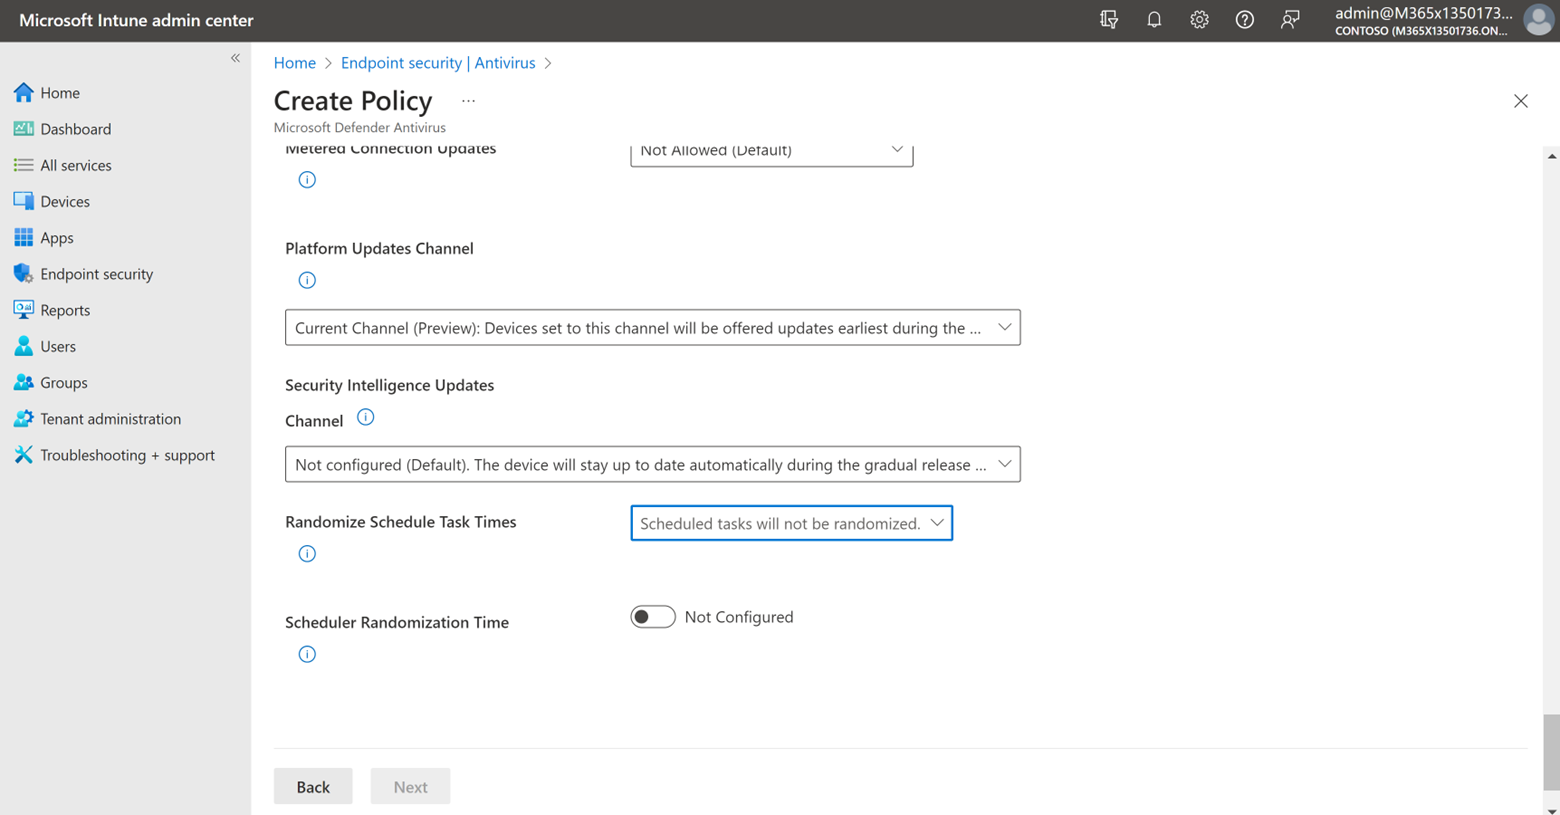 Microsoft Intune admin center
admin@M365x1350173...
CONTOSO (M365X13501736.ON...
Home
Dashboard
All services
Devices
Apps
Endpoint security
Reports
Users
Groups
Tenant administration
Troubleshooting + support
Home > Endpoint security | Antivirus >
Create Policy ...
Microsoft Defender Antivirus
Metered Connection Updates
Not Allowed (Default)
Platform Updates Channel
Current Channel (Preview): Devices set to this channel will be offered updates earliest during the ...
Security Intelligence Updates
Channel
Not configured (Default). The device will stay up to date automatically during the gradual release ...
Randomize Schedule Task Times
Scheduled tasks will not be randomized.
Scheduler Randomization Time
Not Configured
Back
Next